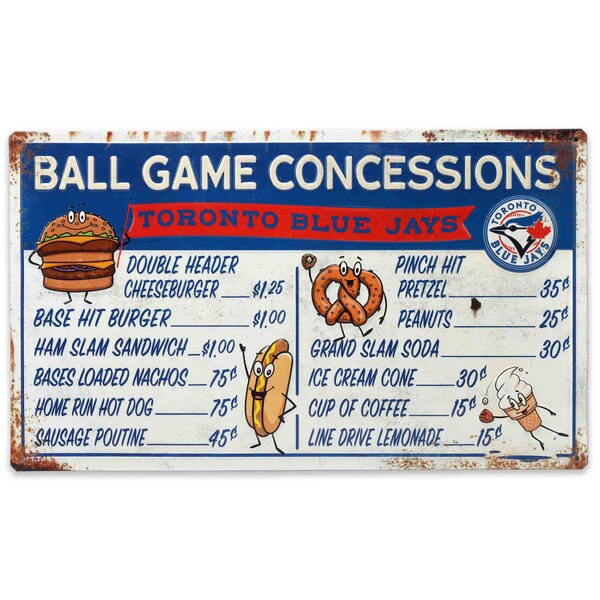 BALL GAME CONCESSIONS
TORONTO BLUE JAYS
TORONTO
BLUE JAYS
DOUBLE HEADER
CHEESEBURGER $1.25
BASE HIT BURGER $1.00
HAM SLAM SANDWICH $1.00
BASES LOADED NACHOS 75¢
HOME RUN HOT DOG 75¢
SAUSAGE POUTINE 45¢
PINCH HIT
PRETZEL 35¢
PEANUTS 25¢
GRAND SLAM SODA 30¢
ICE CREAM CONE 30¢
CUP OF COFFEE 15¢
LINE DRIVE LEMONADE 15¢